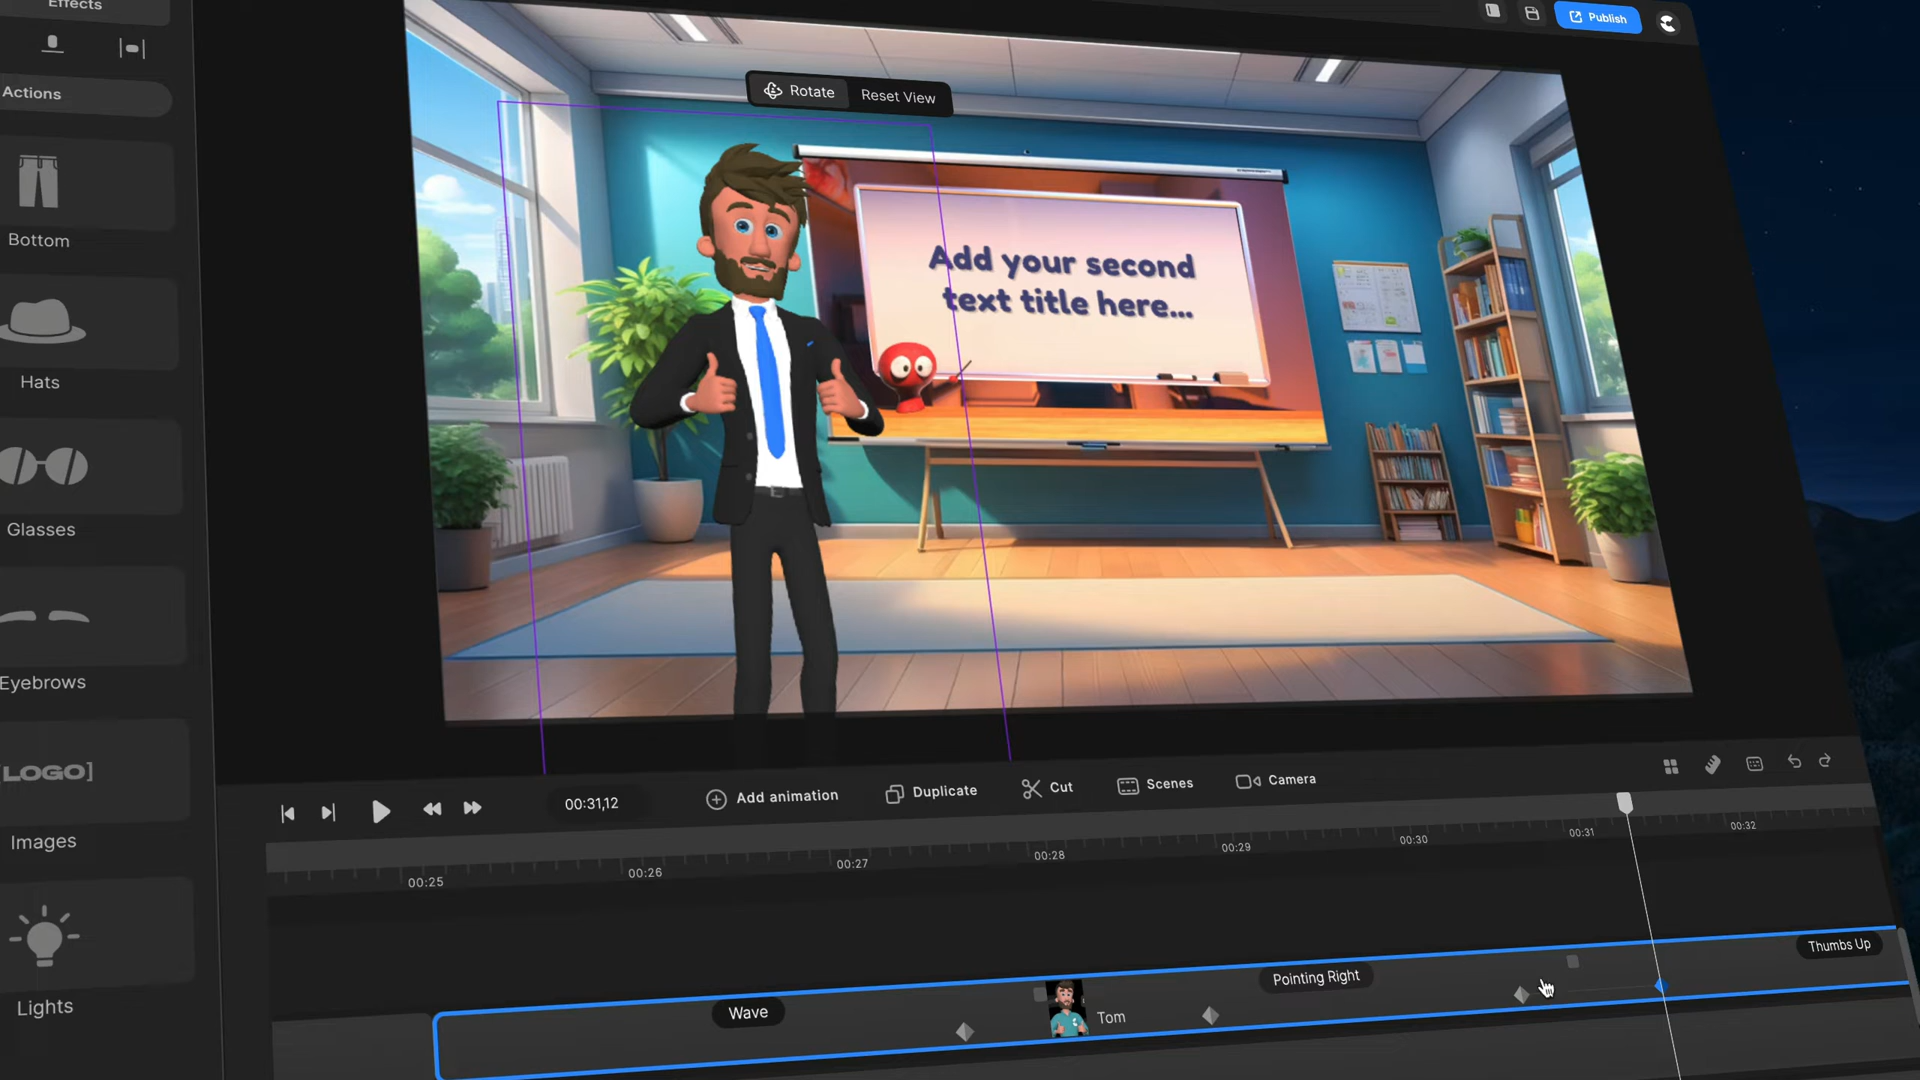 Effects
Publish
Actions
Rotate
Reset View
Bottom
Add your second
text title here...
Hats
Glasses
Eyebrows
[LOGO]
Images
Lights
00:31,12
Add animation
Duplicate
Cut
Scenes
Camera
00:25
00:26
00:27
00:28
00:29
00:30
00:31
00:32
Wave
Tom
Pointing Right
Thumbs Up